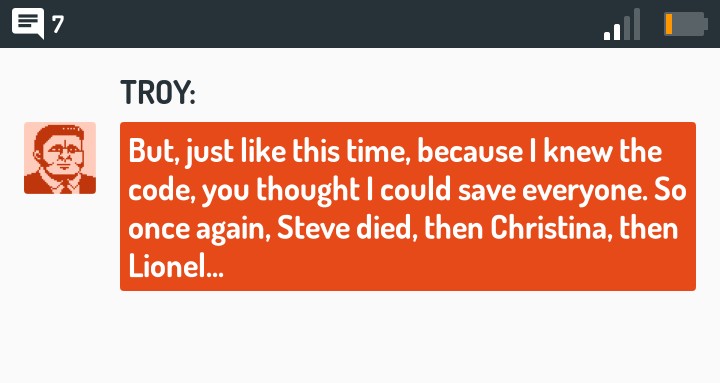 7
TROY:
But, just like this time, because I knew the
code, you thought I could save everyone. So
once again, Steve died, then Christina, then
Lionel...